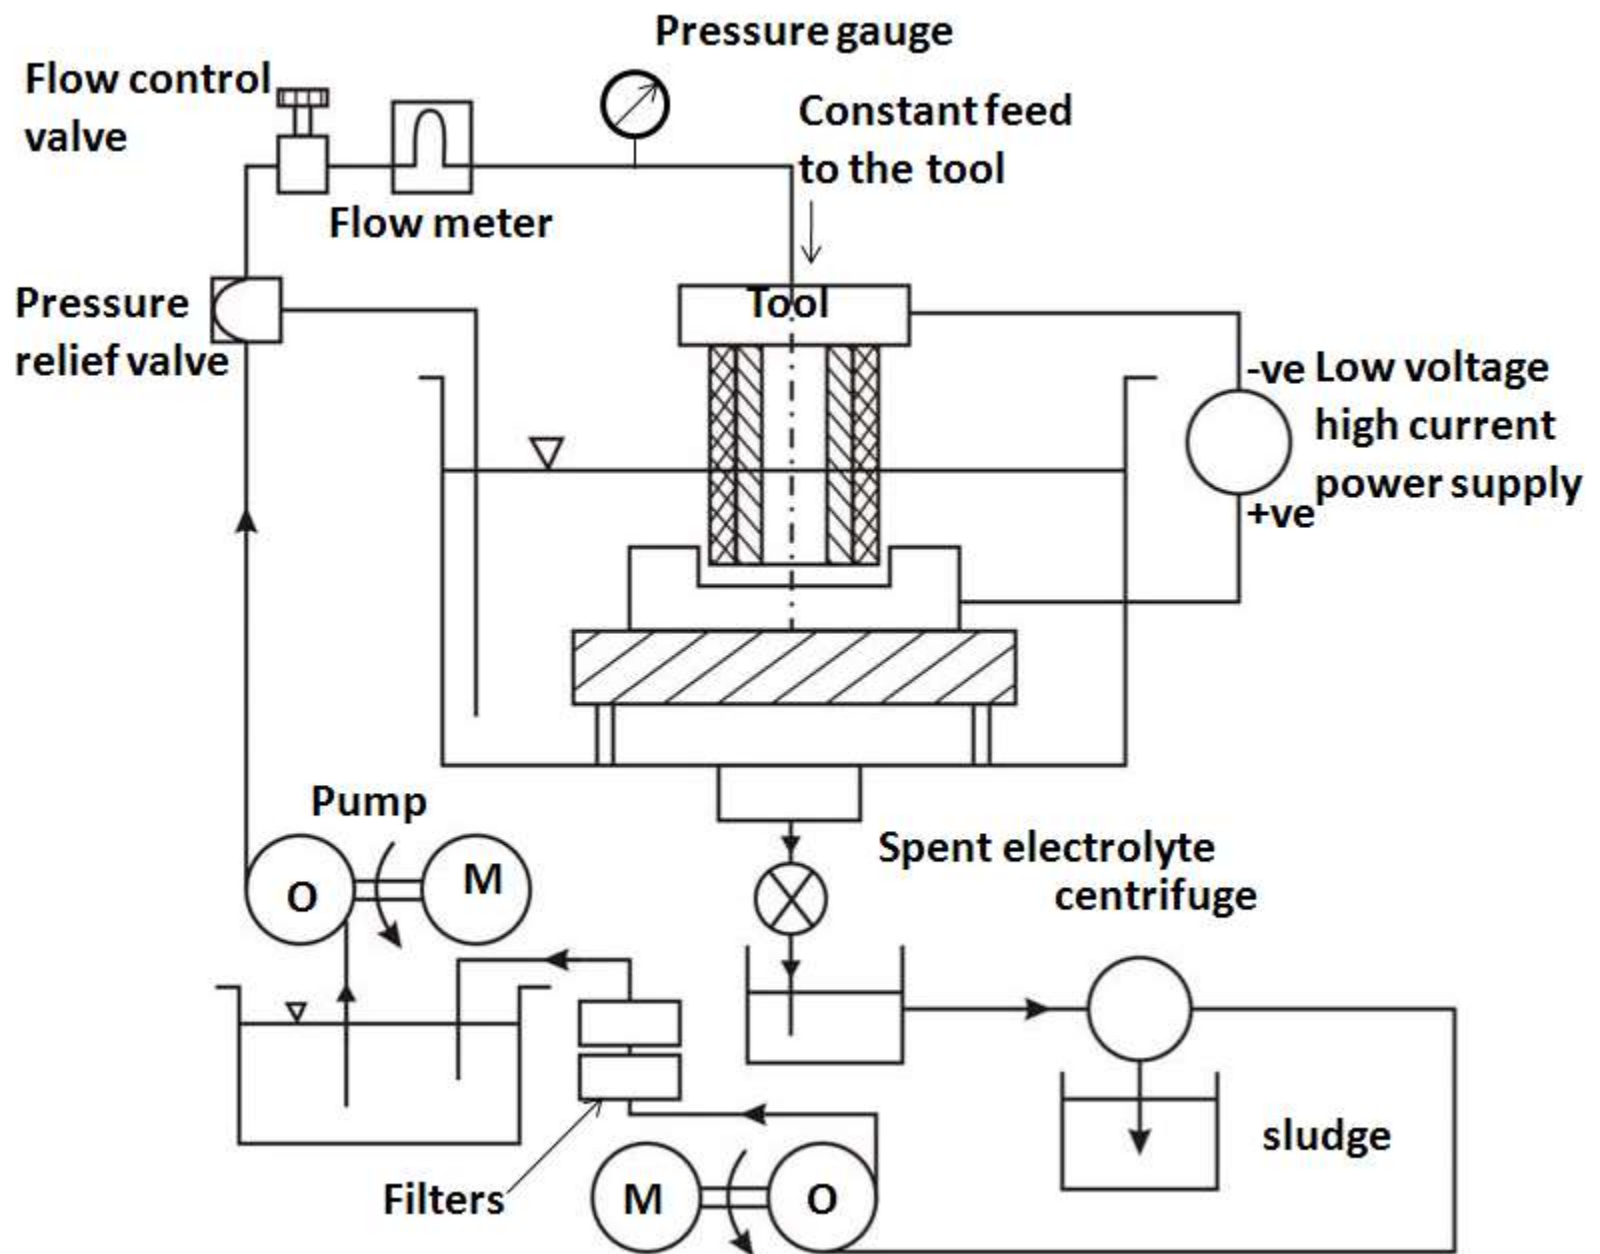 Pressure gauge
Flow control
valve
Constant feed
to the tool
Flow meter
Pressure
relief valve
Tool
-ve Low voltage
high current
power supply
+ve
Pump
O
M
Spent electrolyte
centrifuge
sludge
Filters
M
O